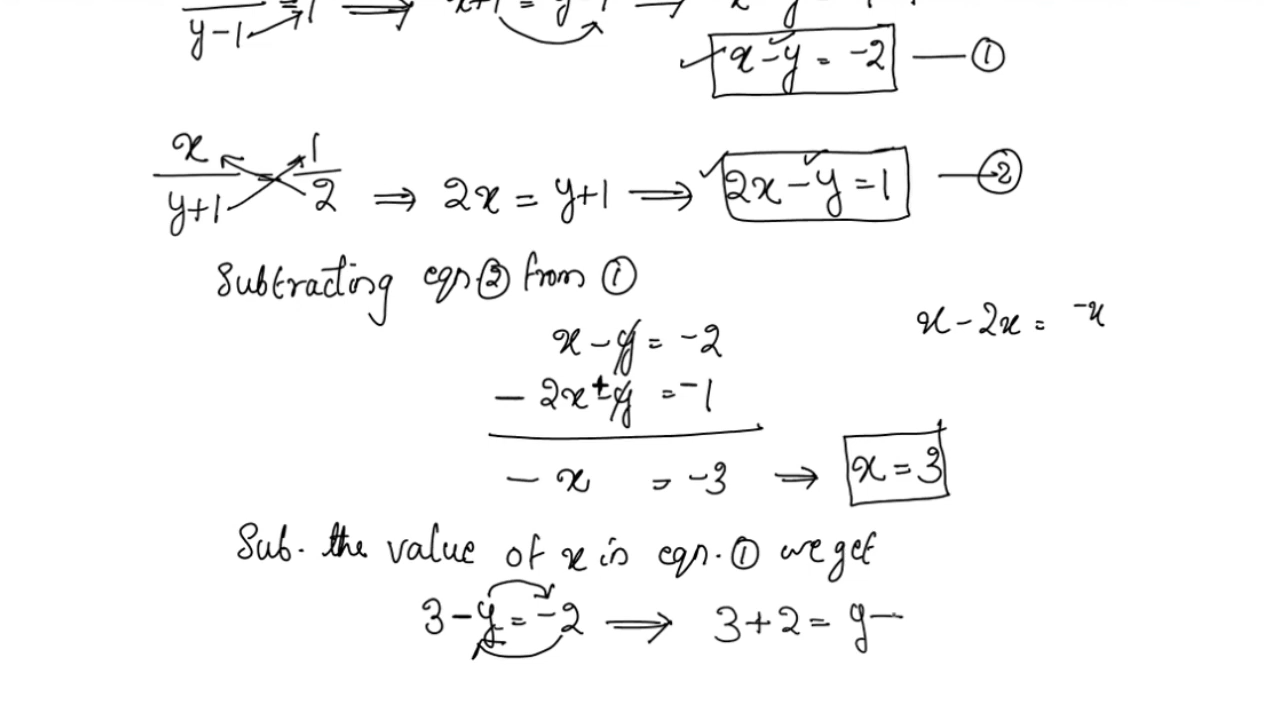 y-1
x-y = -2 — ①
x/(y+1) = 1/2 ⇒ 2x = y+1 ⟹ 2x-y=1 — ②
Subtracting eqn.② from ①
x-y = -2
x-2x = -x
- 2x ± y = -1
- x = -3 ⇒ x=3
Sub. the value of x in eqn.① we get
3-y=-2 ⟹ 3+2= y-